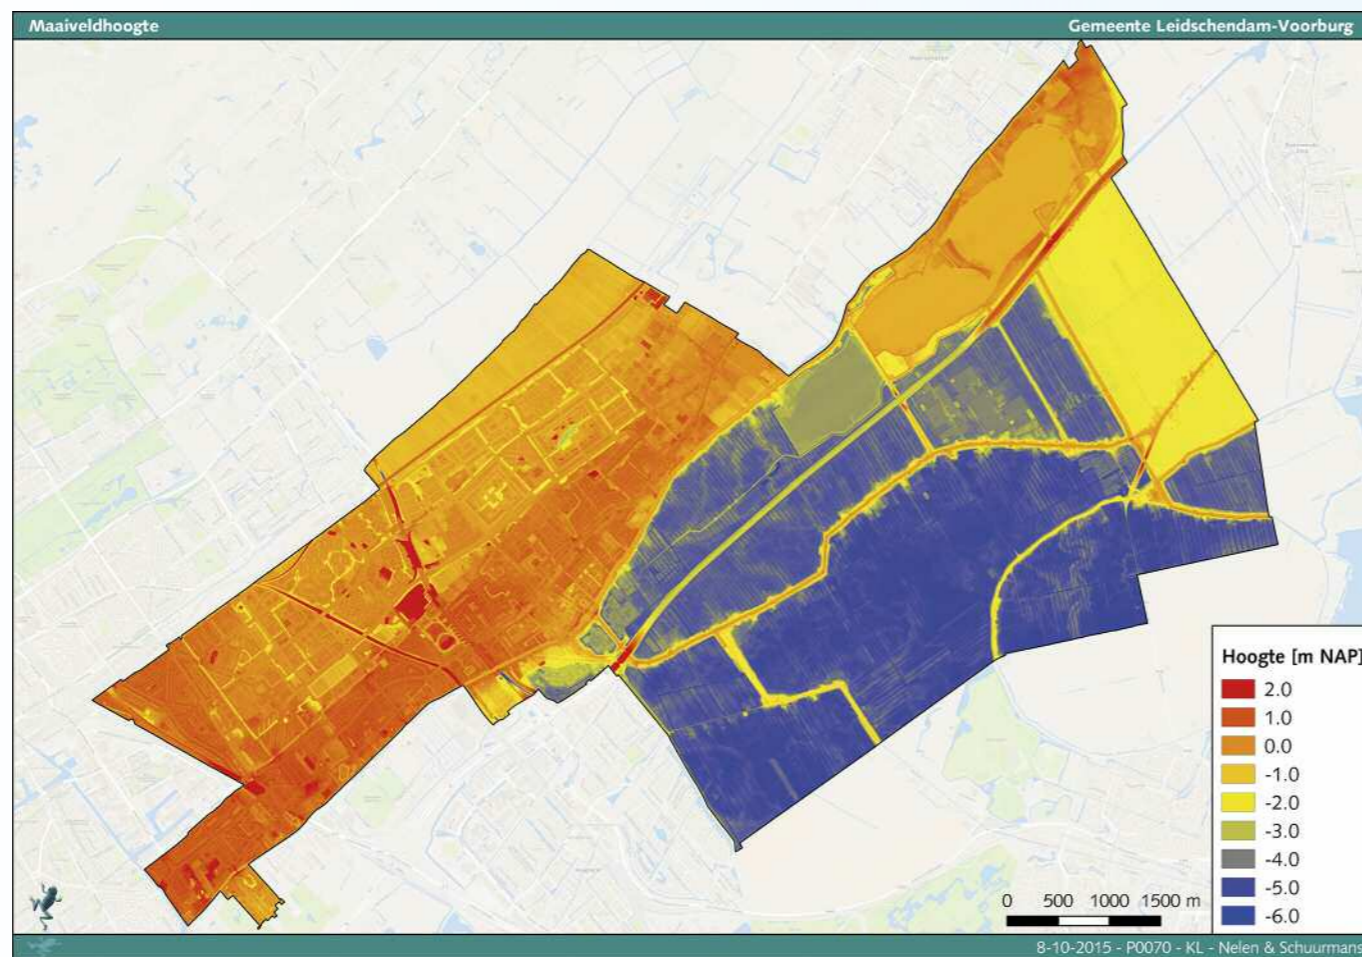 Maaiveldhoogte
Gemeente Leidschendam-Voorburg
Hoogte [m NAP]
2.0
1.0
0.0
-1.0
-2.0
-3.0
-4.0
-5.0
-6.0
0 500 1000 1500 m
8-10-2015 - P0070 - KL - Nelen & Schuurmans